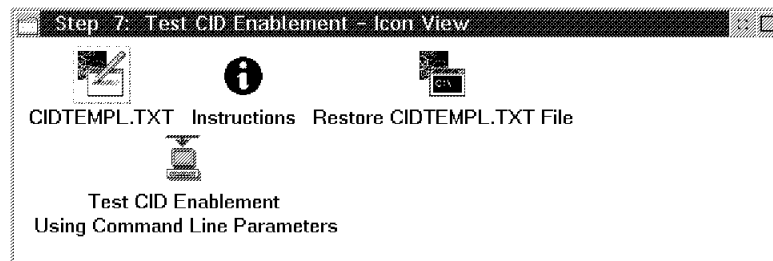 Step 7: Test CID Enablement - Icon View
C:\
CIDTEMPL.TXT Instructions Restore CIDTEMPL.TXT File
Test CID Enablement
Using Command Line Parameters